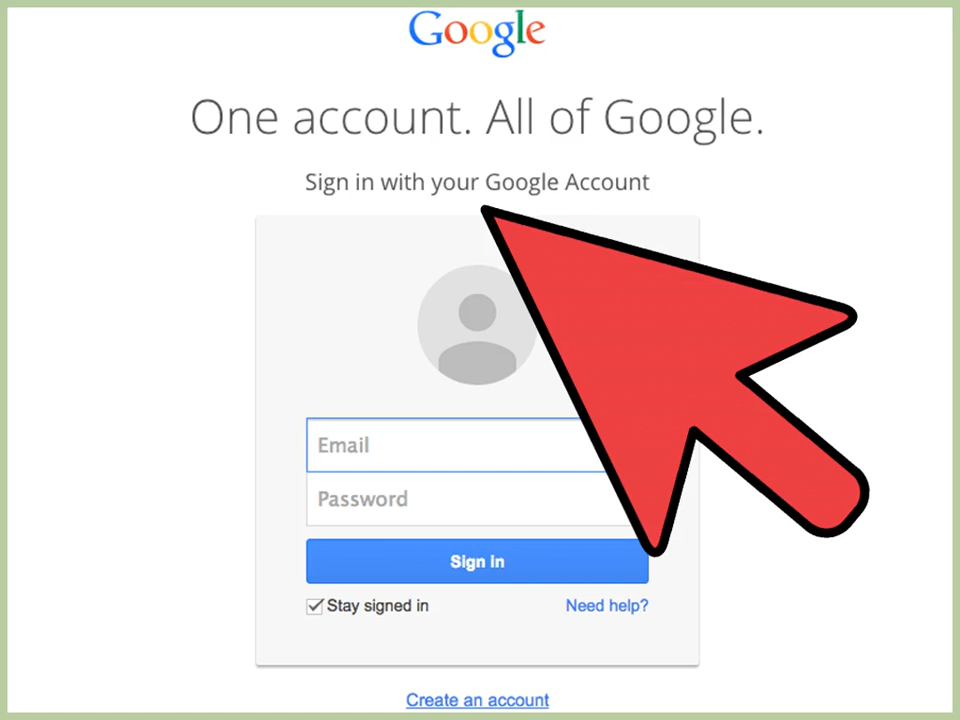 Google
One account. All of Google.
Sign in with your Google Account
Email
Password
Sign in
Stay signed in Need help?
Create an account